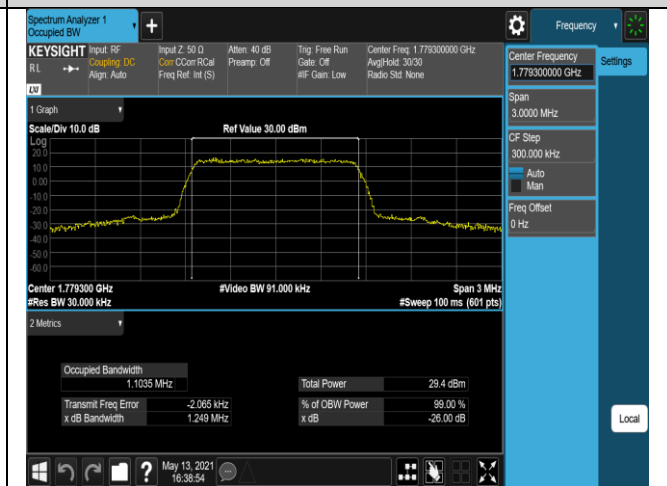 Spectrum Analyzer 1
Occupied BW
Frequency
KEYSIGHT
RL
LXI
Input: RF
Coupling: DC
Align: Auto
Input Z: 50 Ω
Corr CCorr RCal
Freq Ref: Int (S)
Atten: 40 dB
Preamp: Off
Trig: Free Run
Gate: Off
#IF Gain: Low
Center Freq: 1.779300000 GHz
Avg|Hold: 30/30
Radio Std: None
Center Frequency
1.779300000 GHz
Settings
Span
3.0000 MHz
CF Step
300.000 kHz
Auto
Man
Freq Offset
0 Hz
1 Graph
Scale/Div 10.0 dB
Ref Value 30.00 dBm
Log
20.0
10.0
0.00
-10.0
-20.0
-30.0
-40.0
-50.0
-60.0
Center 1.779300 GHz
#Video BW 91.000 kHz
Span 3 MHz
#Res BW 30.000 kHz
#Sweep 100 ms (601 pts)
2 Metrics
Occupied Bandwidth
1.1035 MHz
Total Power 29.4 dBm
Transmit Freq Error -2.065 kHz
% of OBW Power 99.00 %
x dB Bandwidth 1.249 MHz
x dB -26.00 dB
Local
?
May 13, 2021
16:38:54